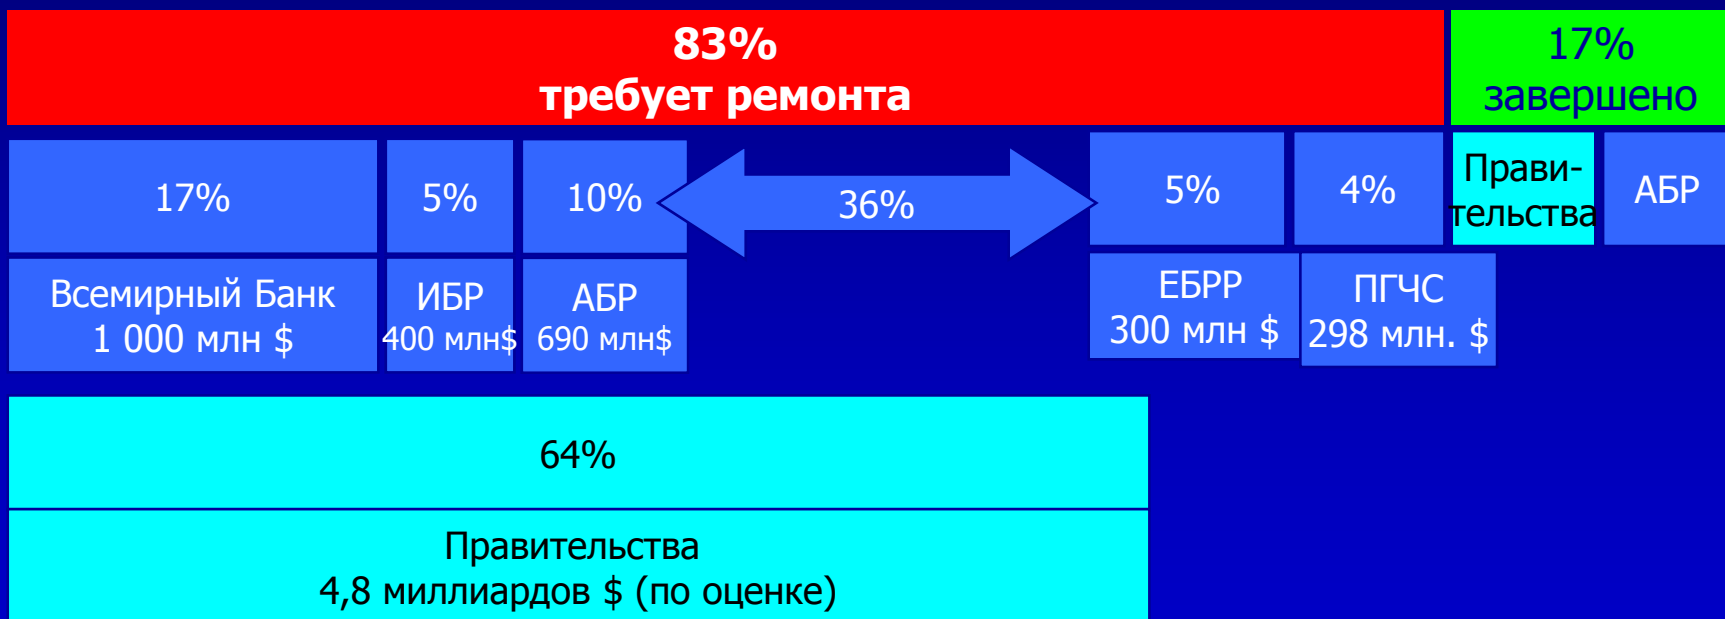 83%
требует ремонта
17%
завершено
17%
5%
10%
36%
5%
4%
Прави-
тельства
АБР
Всемирный Банк
1 000 млн $
ИБР
400 млн$
АБР
690 млн$
ЕБРР
300 млн $
ПГЧС
298 млн. $
64%
Правительства
4,8 миллиардов $ (по оценке)